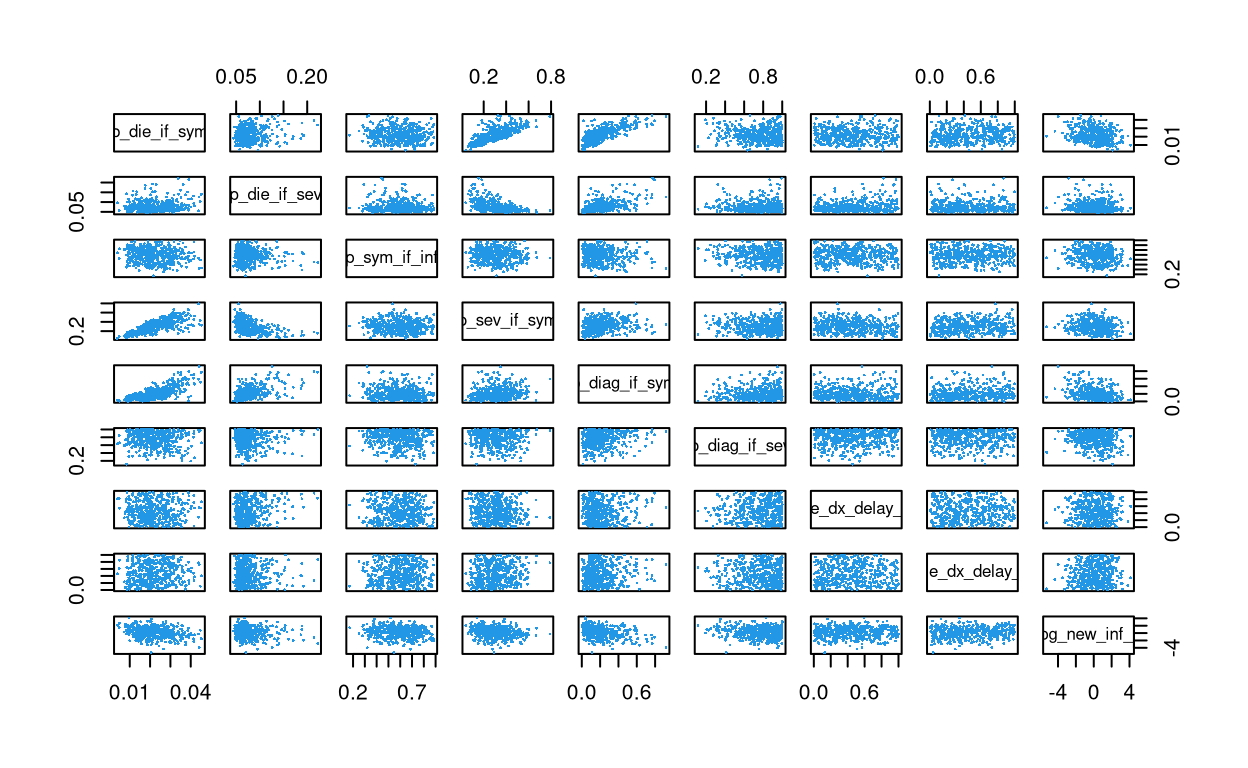 0.05 0.20 0.2 0.8 0.2 0.8 0.0 0.6
p_die_if_sym 0.01
0.05 p_die_if_sev
p_sym_if_inf 0.2
0.2 p_sev_if_sym
_diag_if_sym 0.0
0.2 p_diag_if_sev
e_dx_delay_ 0.0
0.0 e_dx_delay_
og_new_inf_ -4
0.01 0.04 0.2 0.7 0.0 0.6 0.0 0.6 -4 0 4